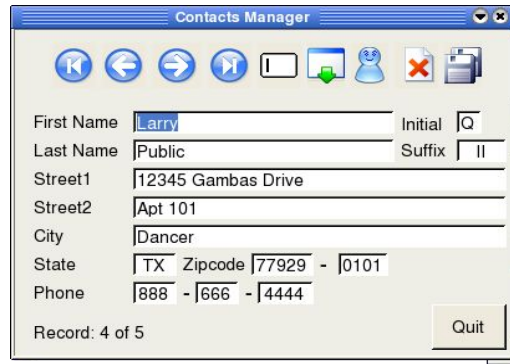 Contacts Manager
First Name Larry Initial Q
Last Name Public Suffix II
Street1 12345 Gambas Drive
Street2 Apt 101
City Dancer
State TX Zipcode 77929 - 0101
Phone 888 - 666 - 4444
Record: 4 of 5 Quit